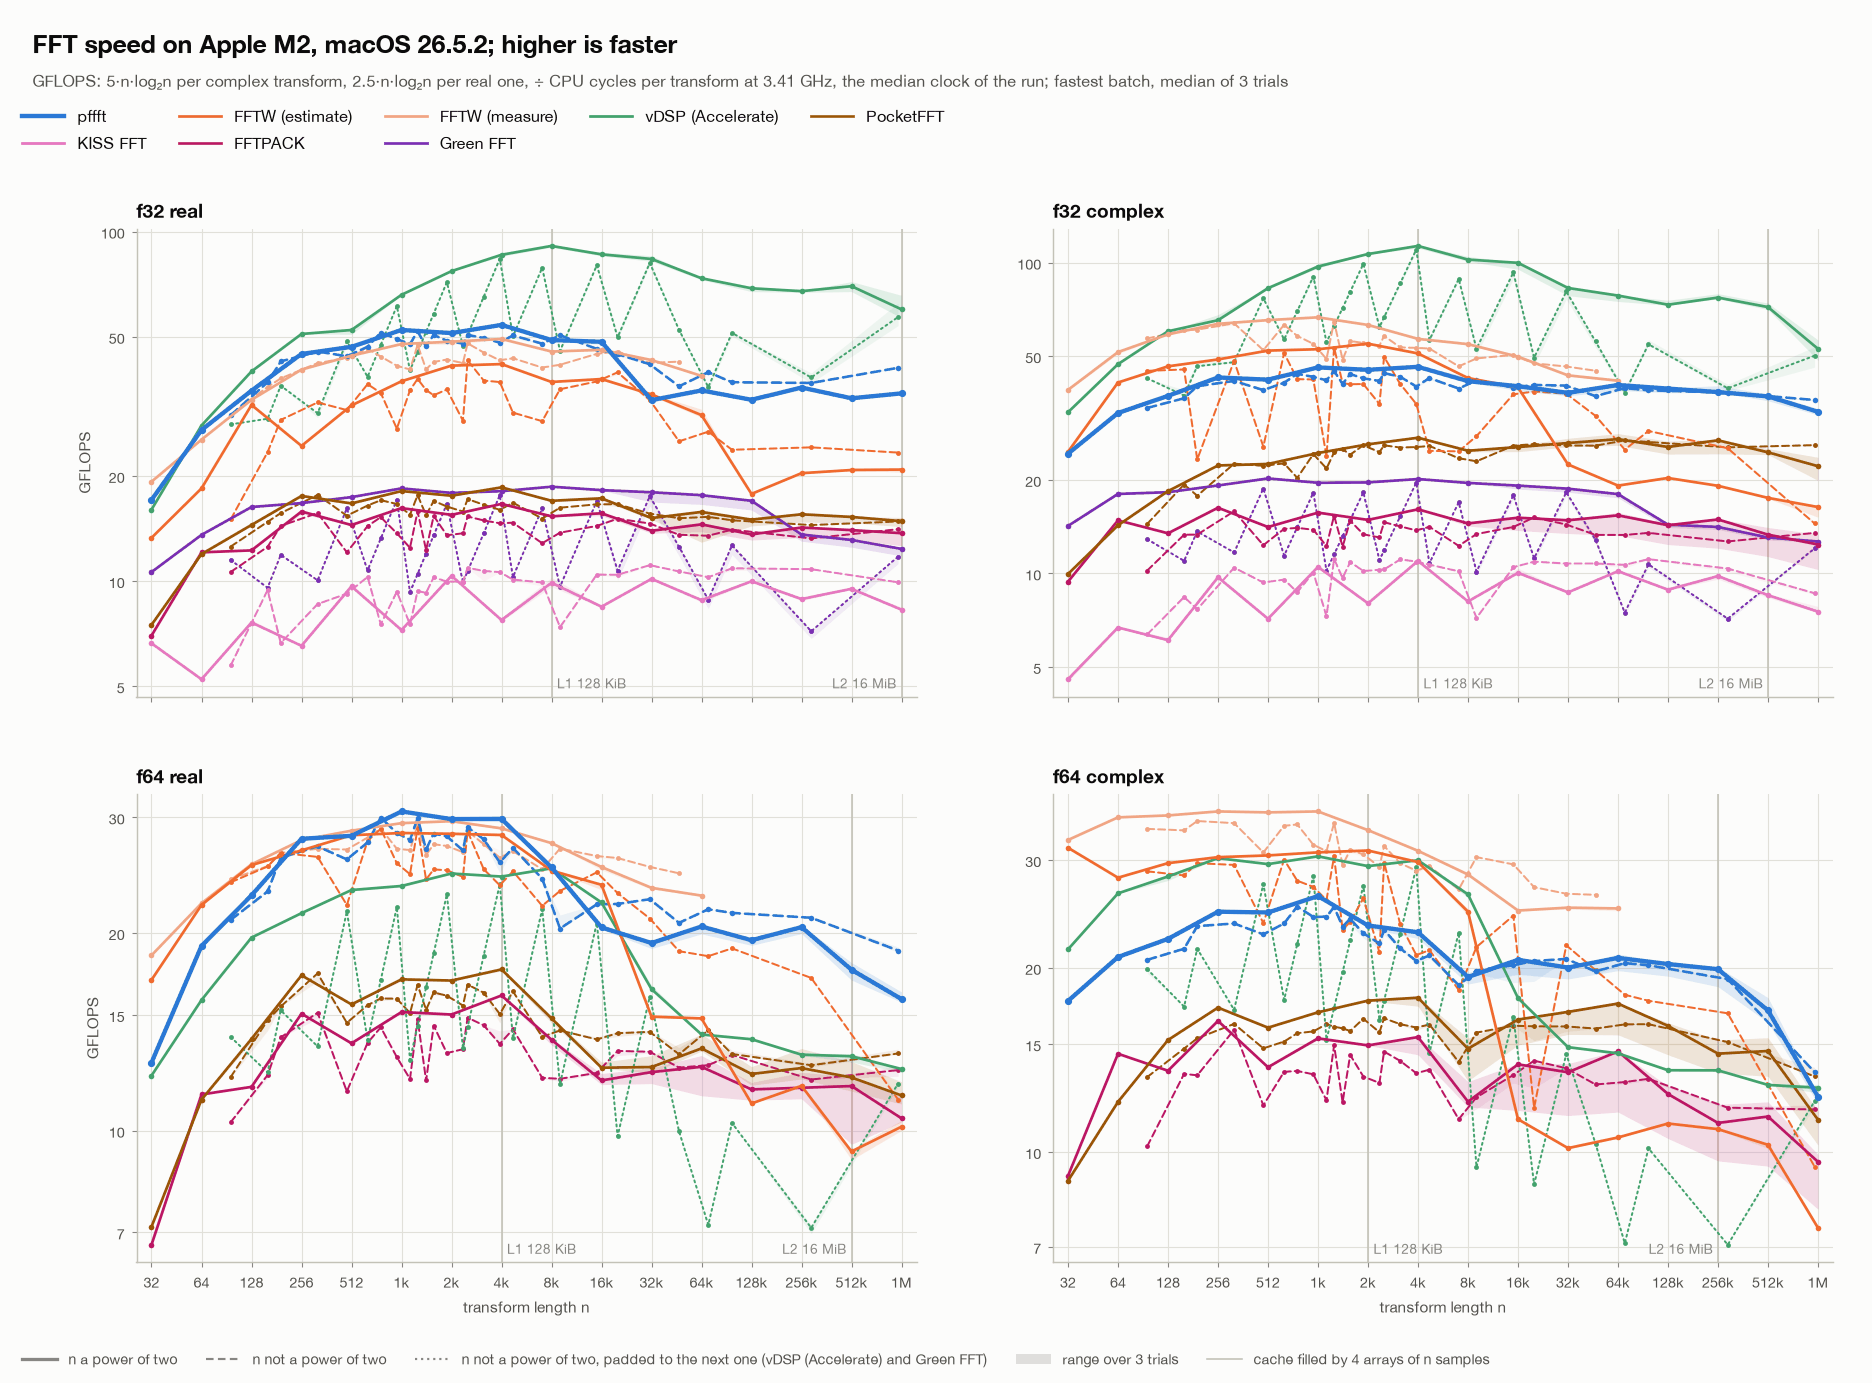 FFT speed on Apple M2, macOS 26.5.2; higher is faster
GFLOPS: 5·n·log₂n per complex transform, 2.5·n·log₂n per real one, ÷ CPU cycles per transform at 3.41 GHz, the median clock of the run; fastest batch, median of 3 trials
pffft FFTW (estimate) FFTW (measure) vDSP (Accelerate) PocketFFT
KISS FFT FFTPACK Green FFT
f32 real
100
50
20
10
5
GFLOPS
L1 128 KiB L2 16 MiB
f32 complex
100
50
20
10
5
L1 128 KiB L2 16 MiB
f64 real
30
20
15
10
7
GFLOPS
L1 128 KiB L2 16 MiB
32 64 128 256 512 1k 2k 4k 8k 16k 32k 64k 128k 256k 512k 1M
transform length n
f64 complex
30
20
15
10
7
L1 128 KiB L2 16 MiB
32 64 128 256 512 1k 2k 4k 8k 16k 32k 64k 128k 256k 512k 1M
transform length n
n a power of two n not a power of two n not a power of two, padded to the next one (vDSP (Accelerate) and Green FFT) range over 3 trials cache filled by 4 arrays of n samples